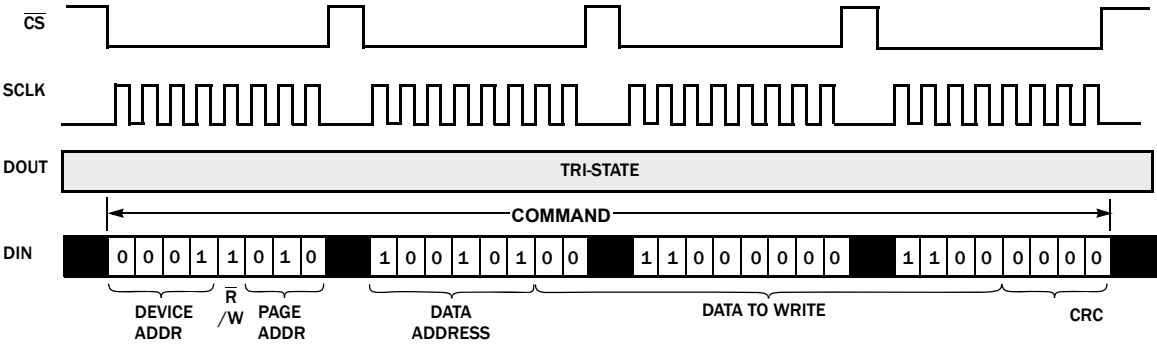 CS
SCLK
DOUT TRI-STATE
COMMAND
DIN 0 0 0 1 1 0 1 0 1 0 0 1 0 1 0 0 1 1 0 0 0 0 0 0 1 1 0 0 0 0 0 0
DEVICE ADDR
R/W
PAGE ADDR
DATA ADDRESS
DATA TO WRITE
CRC